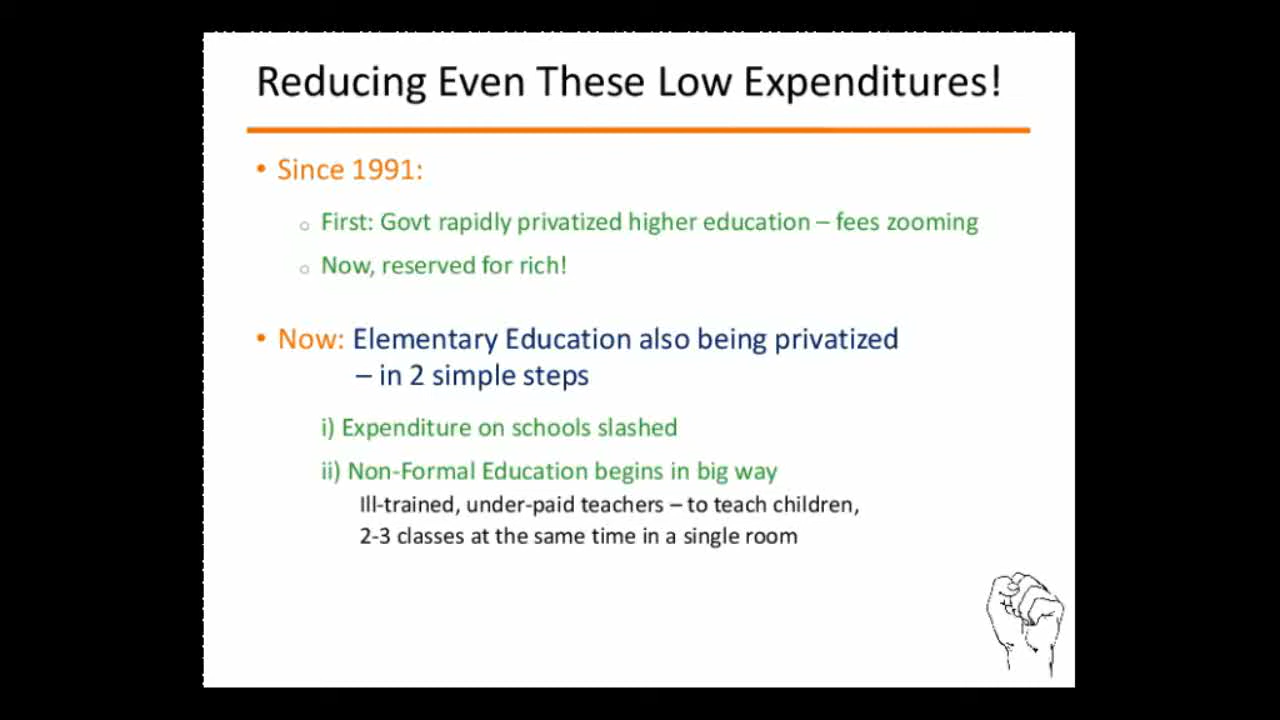 Reducing Even These Low Expenditures!
• Since 1991:
o First: Govt rapidly privatized higher education – fees zooming
o Now, reserved for rich!
• Now: Elementary Education also being privatized
– in 2 simple steps
i) Expenditure on schools slashed
ii) Non-Formal Education begins in big way
Ill-trained, under-paid teachers – to teach children,
2-3 classes at the same time in a single room